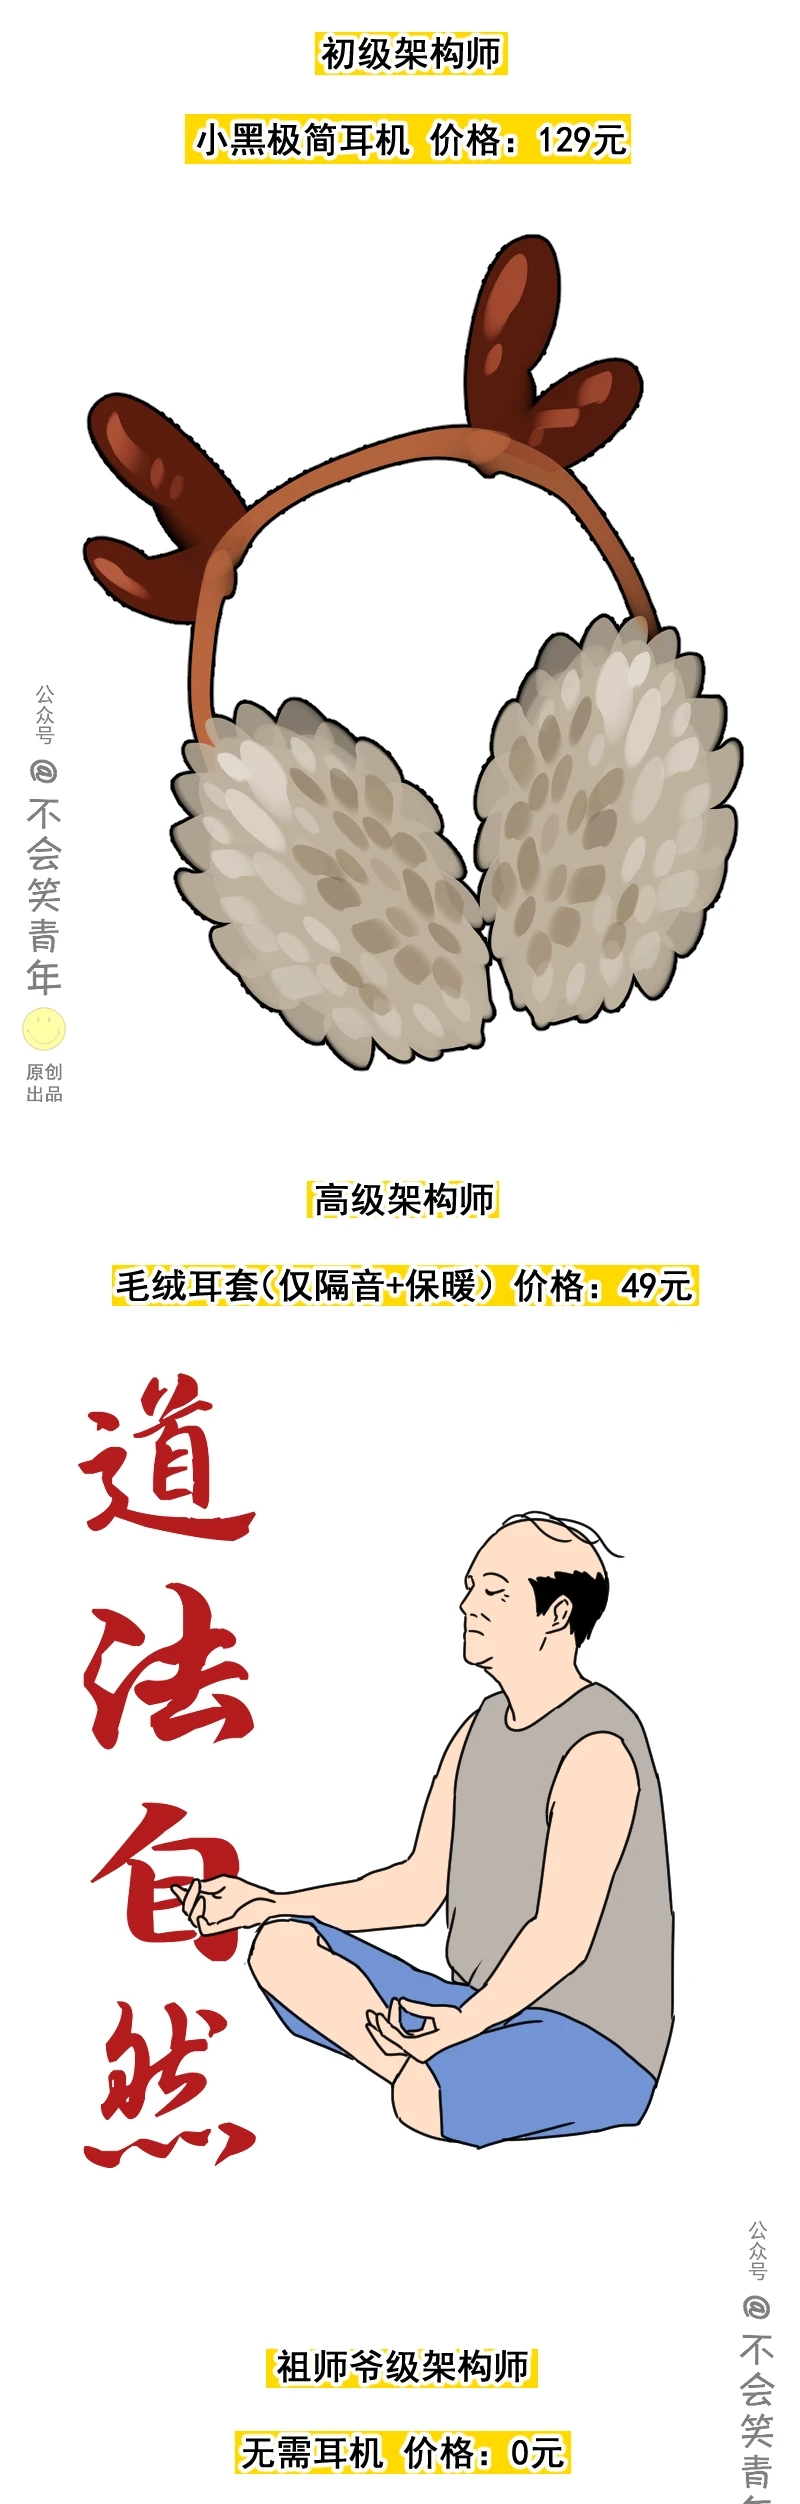 初级架构师
小黑极简耳机 价格：129元
公众号@不会笑青年
原创
出品
高级架构师
毛绒耳套(仅隔音+保暖) 价格：49元
道法自然
祖师爷级架构师
无需耳机 价格：0元
公众号@不会笑青年